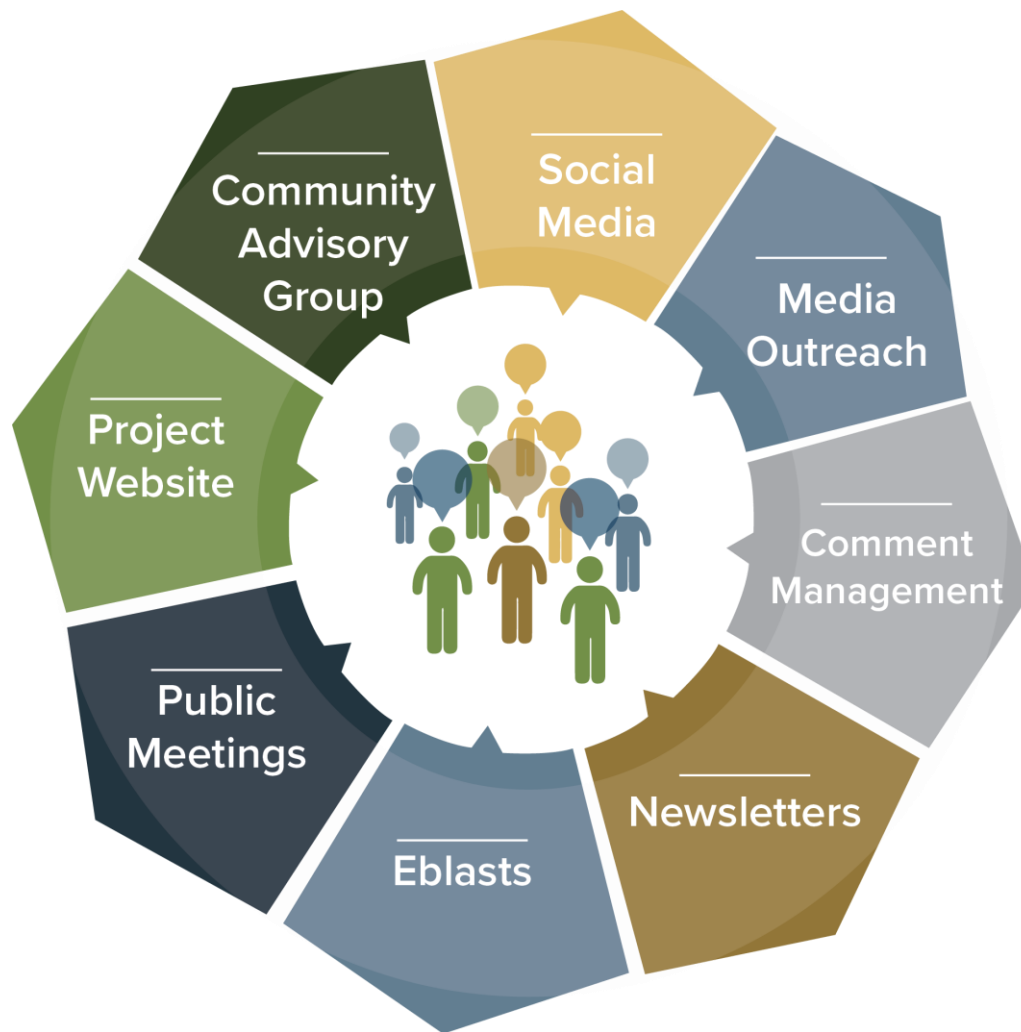 Social
Media
Media
Outreach
Comment
Management
Newsletters
Eblasts
Public
Meetings
Project
Website
Community
Advisory
Group